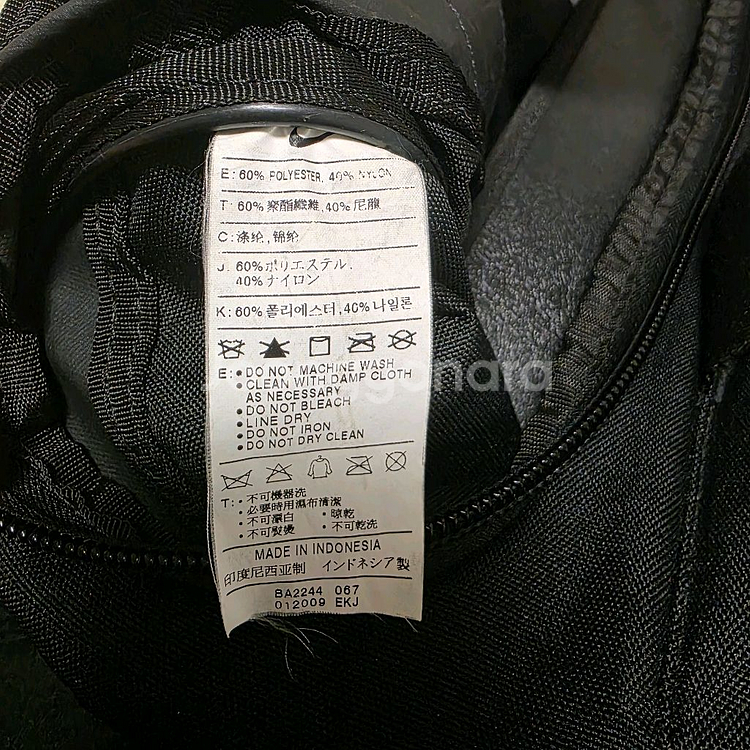 E: 60% POLYESTER, 40% NYLON
T: 60% 聚酯纖維,40% 尼龍
C: 涤纶,锦纶
J: 60%ポリエステル,
40%ナイロン
K: 60% 폴리에스터,40% 나일론
E: • DO NOT MACHINE WASH
• CLEAN WITH DAMP CLOTH
AS NECESSARY
• DO NOT BLEACH
• LINE DRY
• DO NOT IRON
• DO NOT DRY CLEAN
T: • 不可機器洗
• 必要時用濕布清潔
• 不可漂白 • 晾乾
• 不可熨燙 • 不可乾洗
MADE IN INDONESIA
印度尼西亚制 インドネシア製
BA2244 067
012009 EKJ